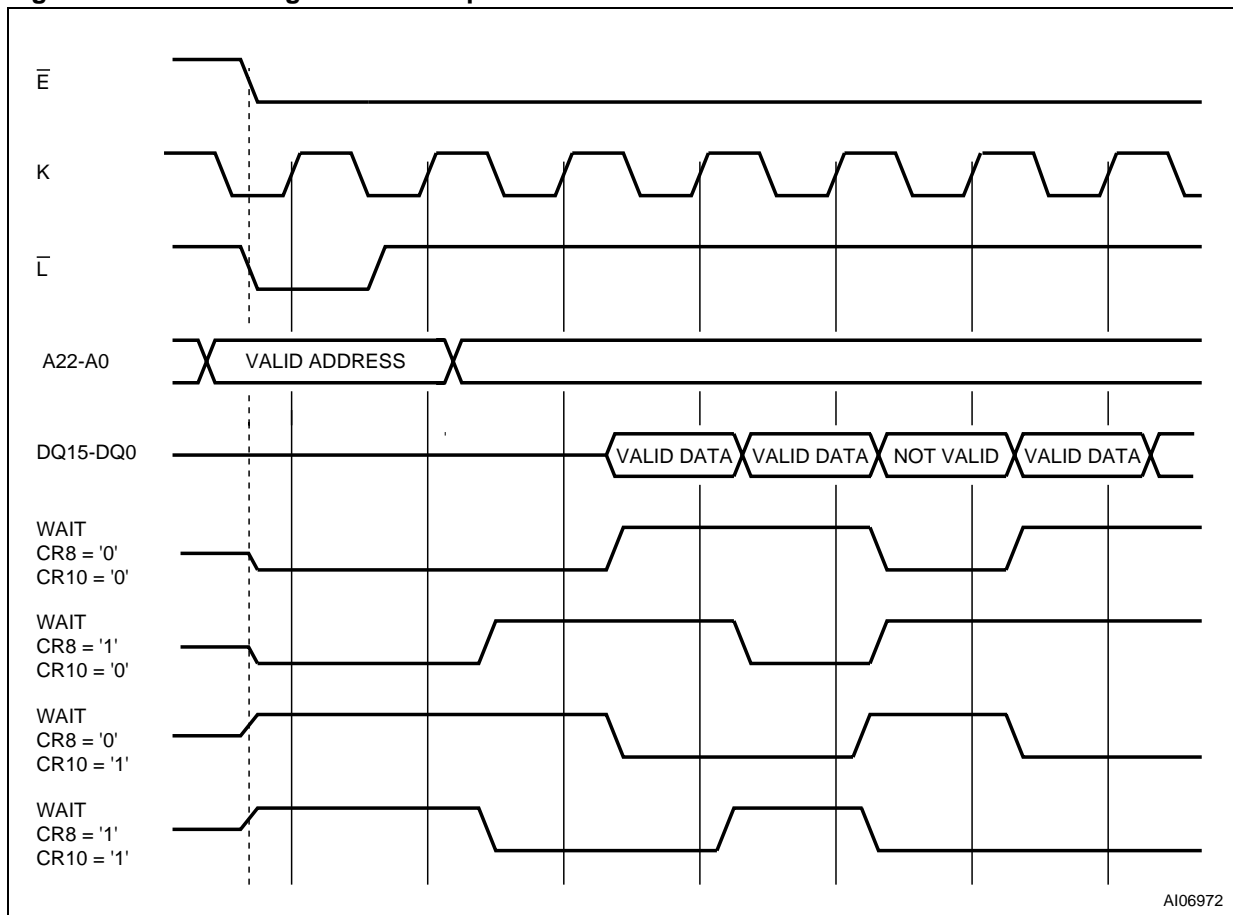 E
K
L
A22-A0
VALID ADDRESS
DQ15-DQ0
VALID DATA
VALID DATA
NOT VALID
VALID DATA
WAIT
CR8 = '0'
CR10 = '0'
WAIT
CR8 = '1'
CR10 = '0'
WAIT
CR8 = '0'
CR10 = '1'
WAIT
CR8 = '1'
CR10 = '1'
AI06972